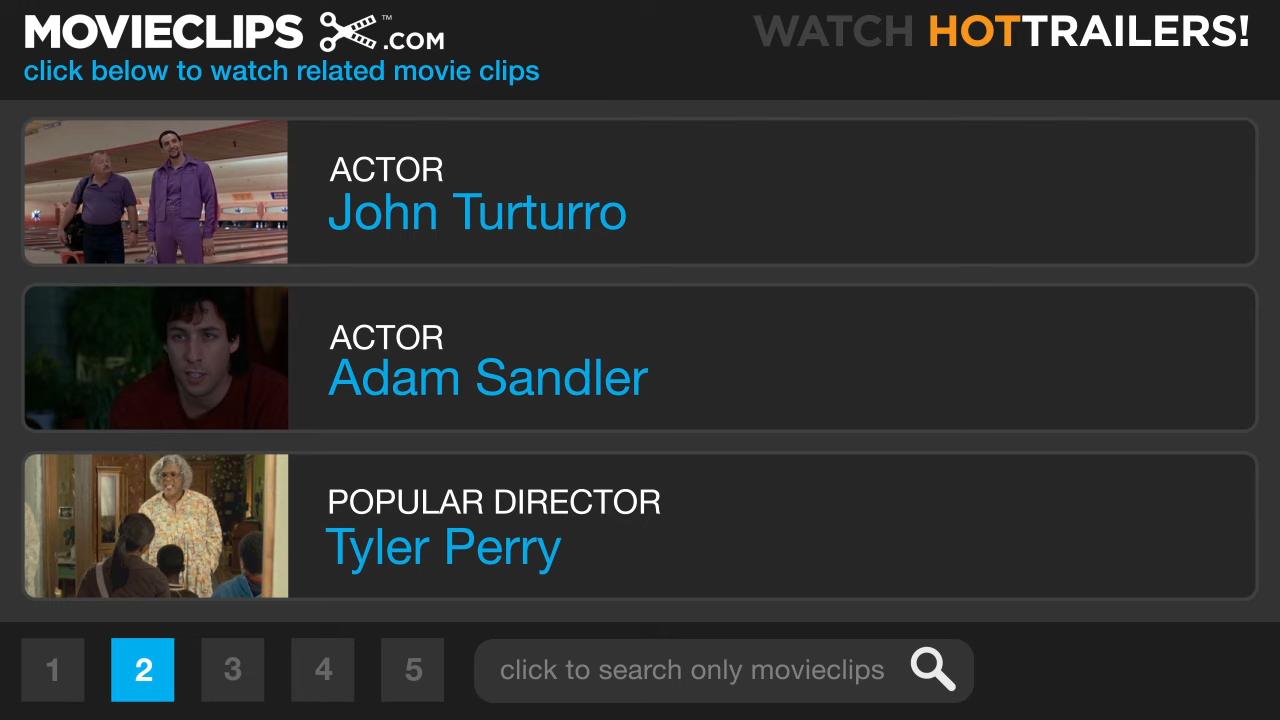 MOVIECLIPS ™ .COM
WATCH HOTTRAILERS!
click below to watch related movie clips
ACTOR
John Turturro
ACTOR
Adam Sandler
POPULAR DIRECTOR
Tyler Perry
1 2 3 4 5 click to search only movieclips